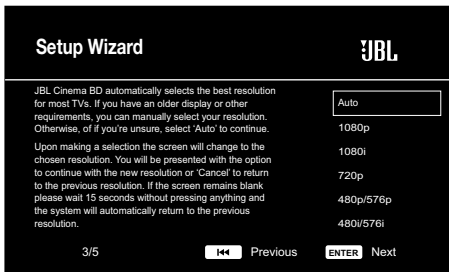 Setup Wizard
JBL
JBL Cinema BD automatically selects the best resolution
for most TVs. If you have an older display or other
requirements, you can manually select your resolution.
Otherwise, of if you're unsure, select 'Auto' to continue.
Upon making a selection the screen will change to the
chosen resolution. You will be presented with the option
to continue with the new resolution or 'Cancel' to return
to the previous resolution. If the screen remains blank
please wait 15 seconds without pressing anything and
the system will automatically return to the previous
resolution.
Auto
1080p
1080i
720p
480p/576p
480i/576i
3/5
Previous
ENTER Next